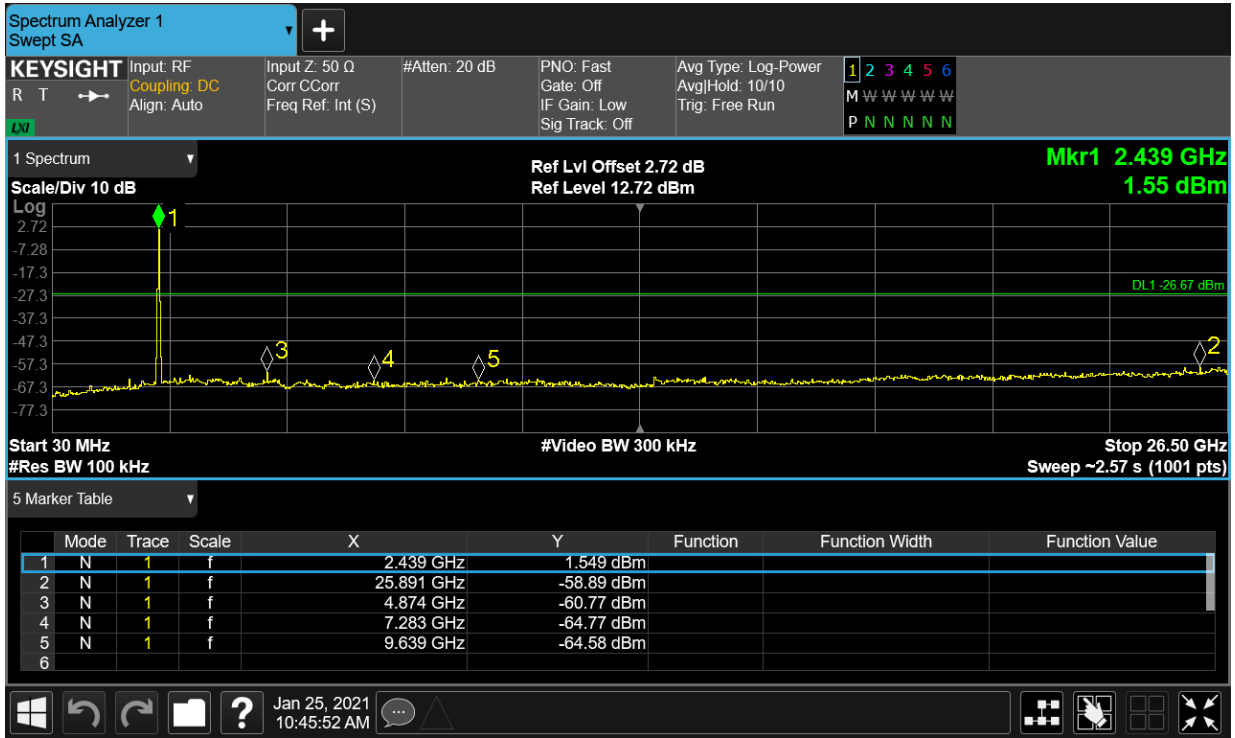 Spectrum Analyzer 1
Swept SA
KEYSIGHT
R T
LXI
Input: RF
Coupling: DC
Align: Auto
Input Z: 50 Ω
Corr CCorr
Freq Ref: Int (S)
#Atten: 20 dB
PNO: Fast
Gate: Off
IF Gain: Low
Sig Track: Off
Avg Type: Log-Power
Avg|Hold: 10/10
Trig: Free Run
1 2 3 4 5 6
M W W W W W
P N N N N N
1 Spectrum
Scale/Div 10 dB
Ref Lvl Offset 2.72 dB
Ref Level 12.72 dBm
Mkr1 2.439 GHz
1.55 dBm
Log
2.72
-7.28
-17.3
-27.3
-37.3
-47.3
-57.3
-67.3
-77.3
1
DL1 -26.67 dBm
3
4
5
2
Start 30 MHz
#Video BW 300 kHz
Stop 26.50 GHz
#Res BW 100 kHz
Sweep ~2.57 s (1001 pts)
5 Marker Table
Mode Trace Scale X Y Function Function Width Function Value
1 N 1 f 2.439 GHz 1.549 dBm
2 N 1 f 25.891 GHz -58.89 dBm
3 N 1 f 4.874 GHz -60.77 dBm
4 N 1 f 7.283 GHz -64.77 dBm
5 N 1 f 9.639 GHz -64.58 dBm
6
?
Jan 25, 2021
10:45:52 AM